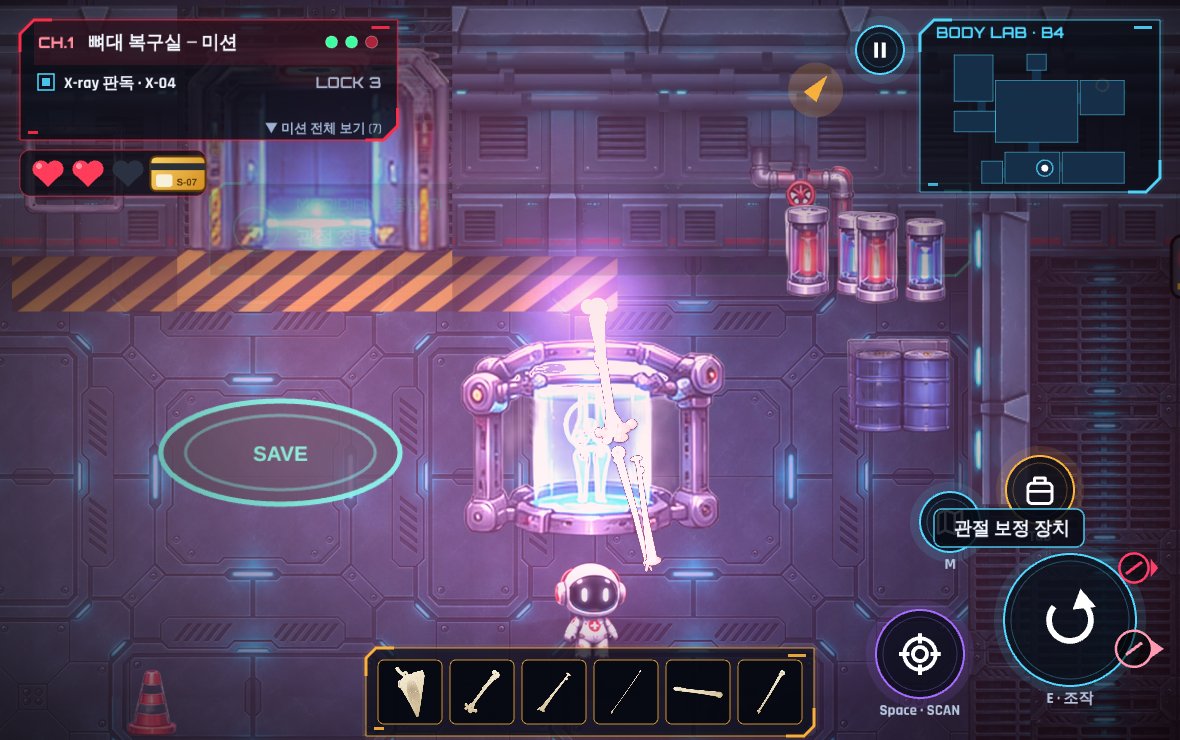 CH.1 뼈대 복구실 – 미션
X-ray 판독 · X-04
LOCK 3
▼ 미션 전체 보기 (7)
S-07
BODY LAB · B4
SAVE
관절 보정 장치
M
Space · SCAN
E · 조작